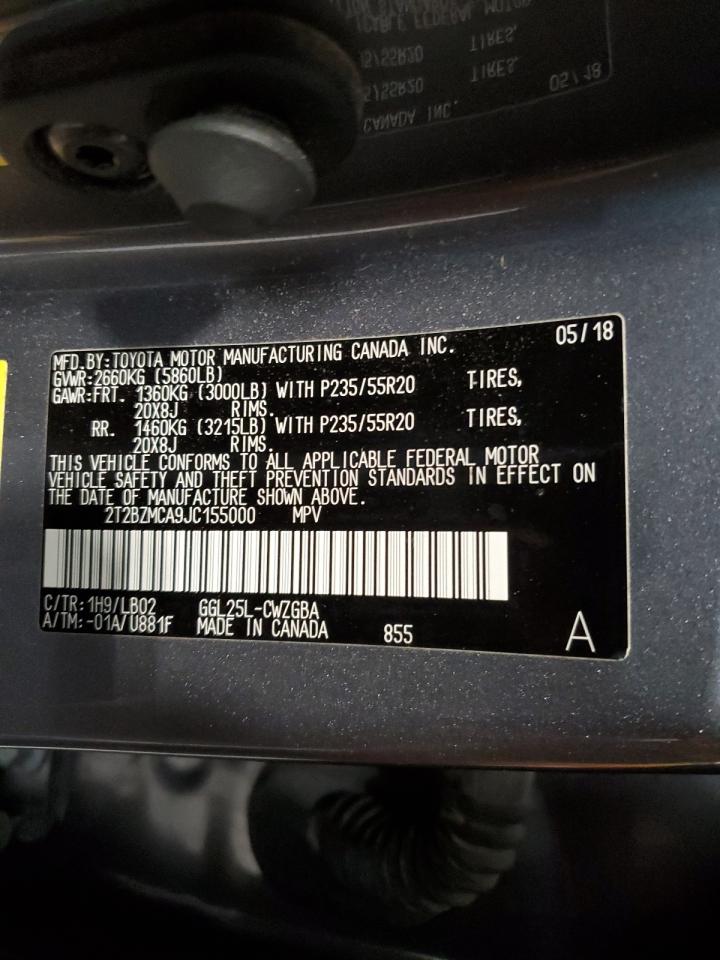 MFD.BY:TOYOTA MOTOR MANUFACTURING CANADA INC. 05/18
GVWR:2660KG (5860LB)
GAWR:FRT. 1360KG (3000LB) WITH P235/55R20 TIRES,
20X8J RIMS.
RR. 1460KG (3215LB) WITH P235/55R20 TIRES,
20X8J RIMS.
THIS VEHICLE CONFORMS TO ALL APPLICABLE FEDERAL MOTOR
VEHICLE SAFETY AND THEFT PREVENTION STANDARDS IN EFFECT ON
THE DATE OF MANUFACTURE SHOWN ABOVE.
2T2BZMCA9JC155000 MPV
C/TR:1H9/LB02 GGL25L-CWZGBA
A/TM:-01A/U881F MADE IN CANADA 855 A